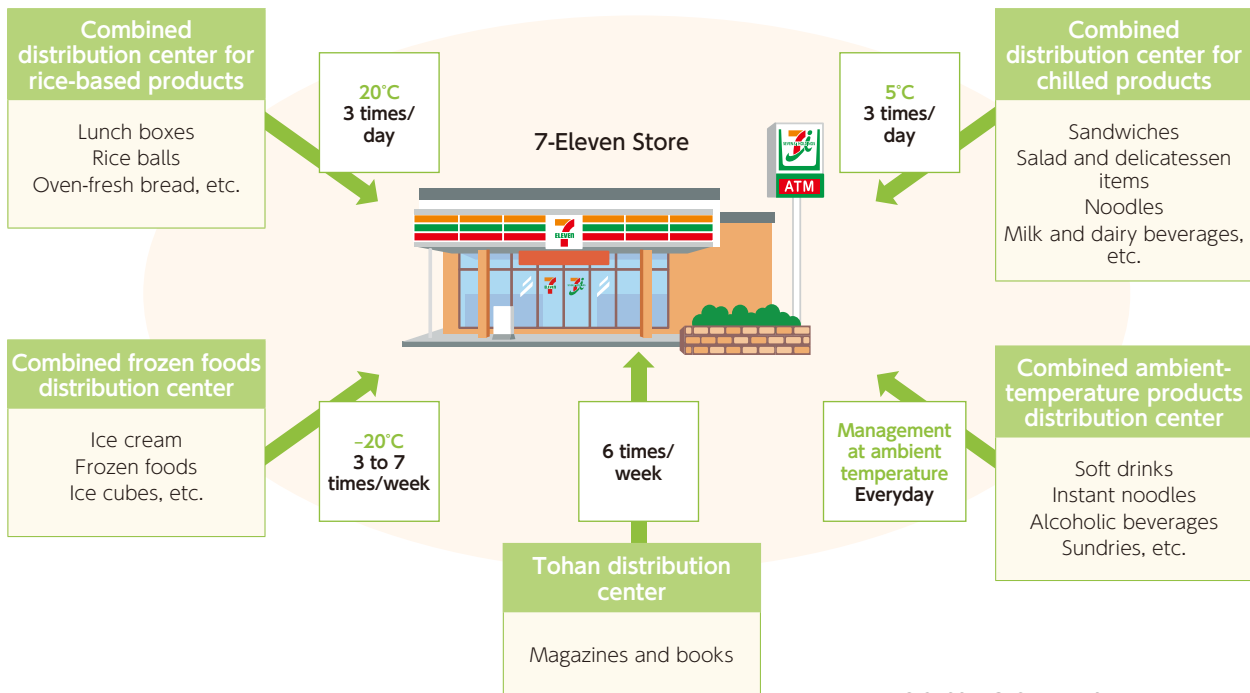 Combined
distribution center for
rice-based products
Lunch boxes
Rice balls
Oven-fresh bread, etc.
20°C
3 times/
day
7-Eleven Store
5°C
3 times/
day
Combined
distribution center for
chilled products
Sandwiches
Salad and delicatessen
items
Noodles
Milk and dairy beverages,
etc.
ATM
ELEVEN
Combined frozen foods
distribution center
Ice cream
Frozen foods
Ice cubes, etc.
–20°C
3 to 7
times/week
6 times/
week
Management
at ambient
temperature
Everyday
Combined ambient-
temperature products
distribution center
Soft drinks
Instant noodles
Alcoholic beverages
Sundries, etc.
Tohan distribution
center
Magazines and books